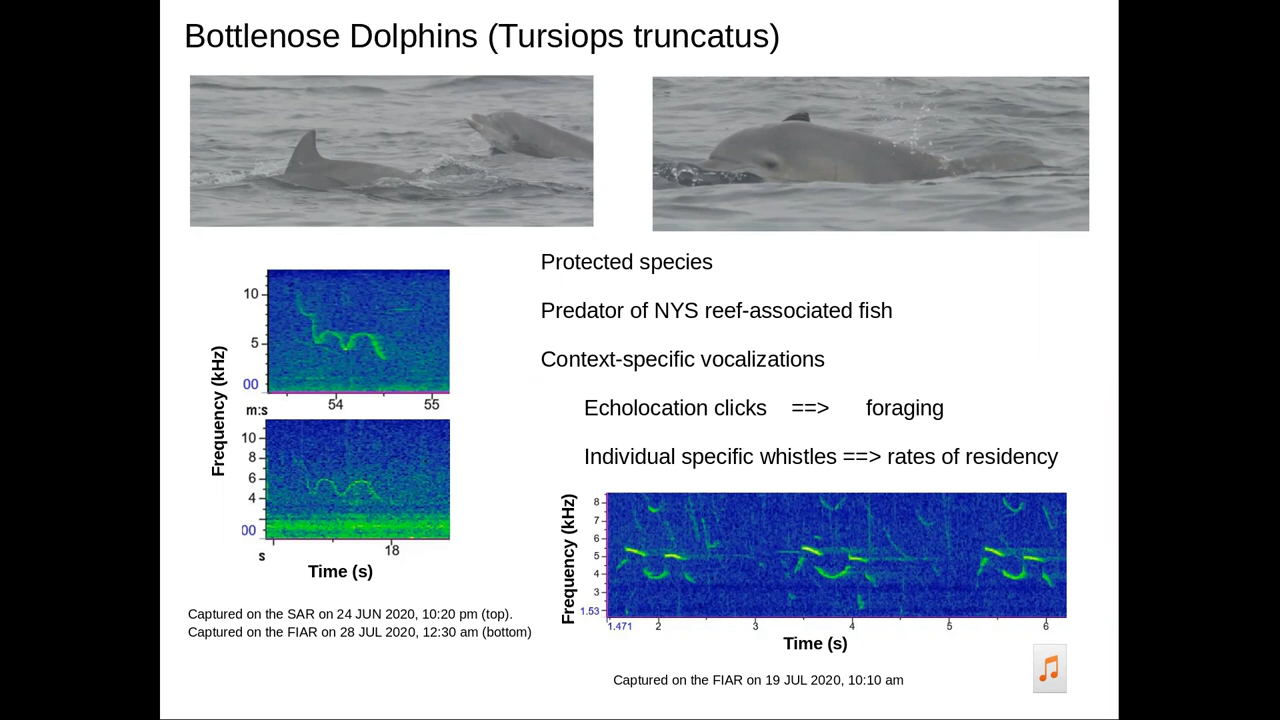 Bottlenose Dolphins (Tursiops truncatus)
Protected species
Predator of NYS reef-associated fish
Context-specific vocalizations
Echolocation clicks ==> foraging
Individual specific whistles ==> rates of residency
Frequency (kHz)
10
5
00
m:s
54
55
10
8
6
4
00
s
18
Time (s)
Captured on the SAR on 24 JUN 2020, 10:20 pm (top).
Captured on the FIAR on 28 JUL 2020, 12:30 am (bottom)
Frequency (kHz)
8
7
6
5
4
3
1.53
1.471
2
3
4
5
6
Time (s)
Captured on the FIAR on 19 JUL 2020, 10:10 am